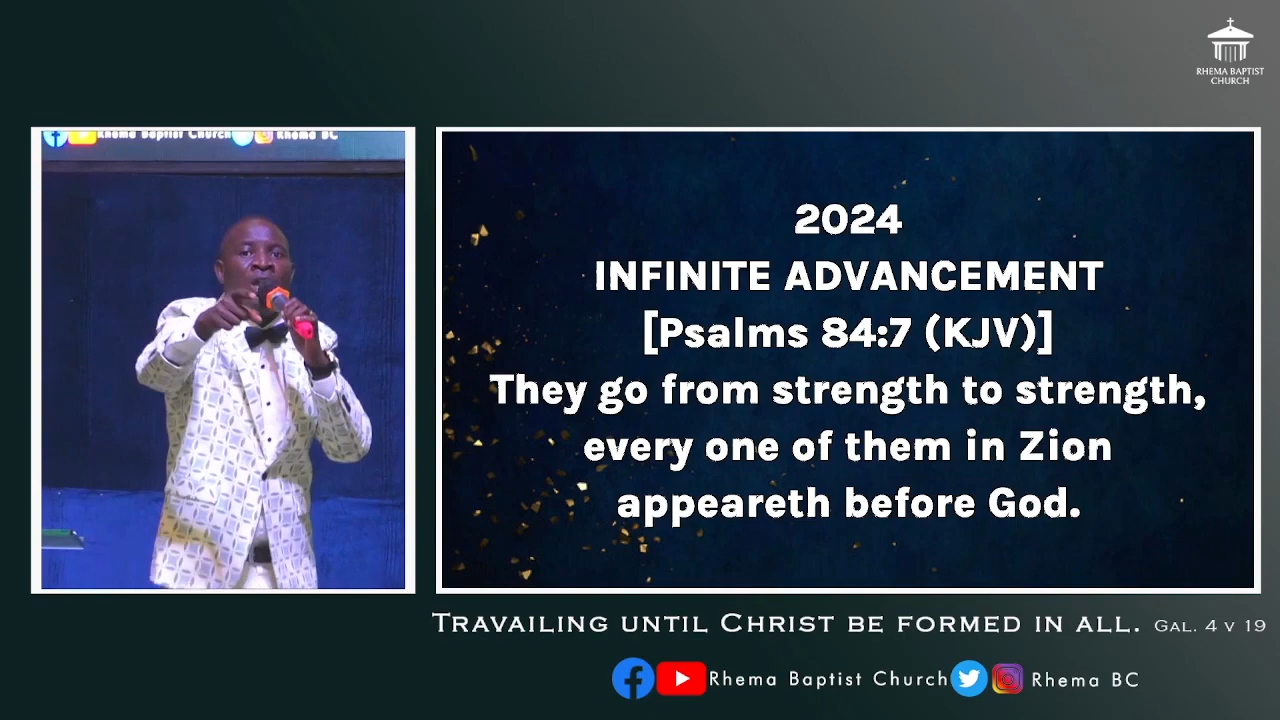 RHEMA BAPTIST
CHURCH
Rhema Baptist Church
Rhema BC
2024
INFINITE ADVANCEMENT
[Psalms 84:7 (KJV)]
They go from strength to strength,
every one of them in Zion
appeareth before God.
Travailing until Christ be formed in all. Gal. 4 v 19
Rhema Baptist Church
Rhema BC